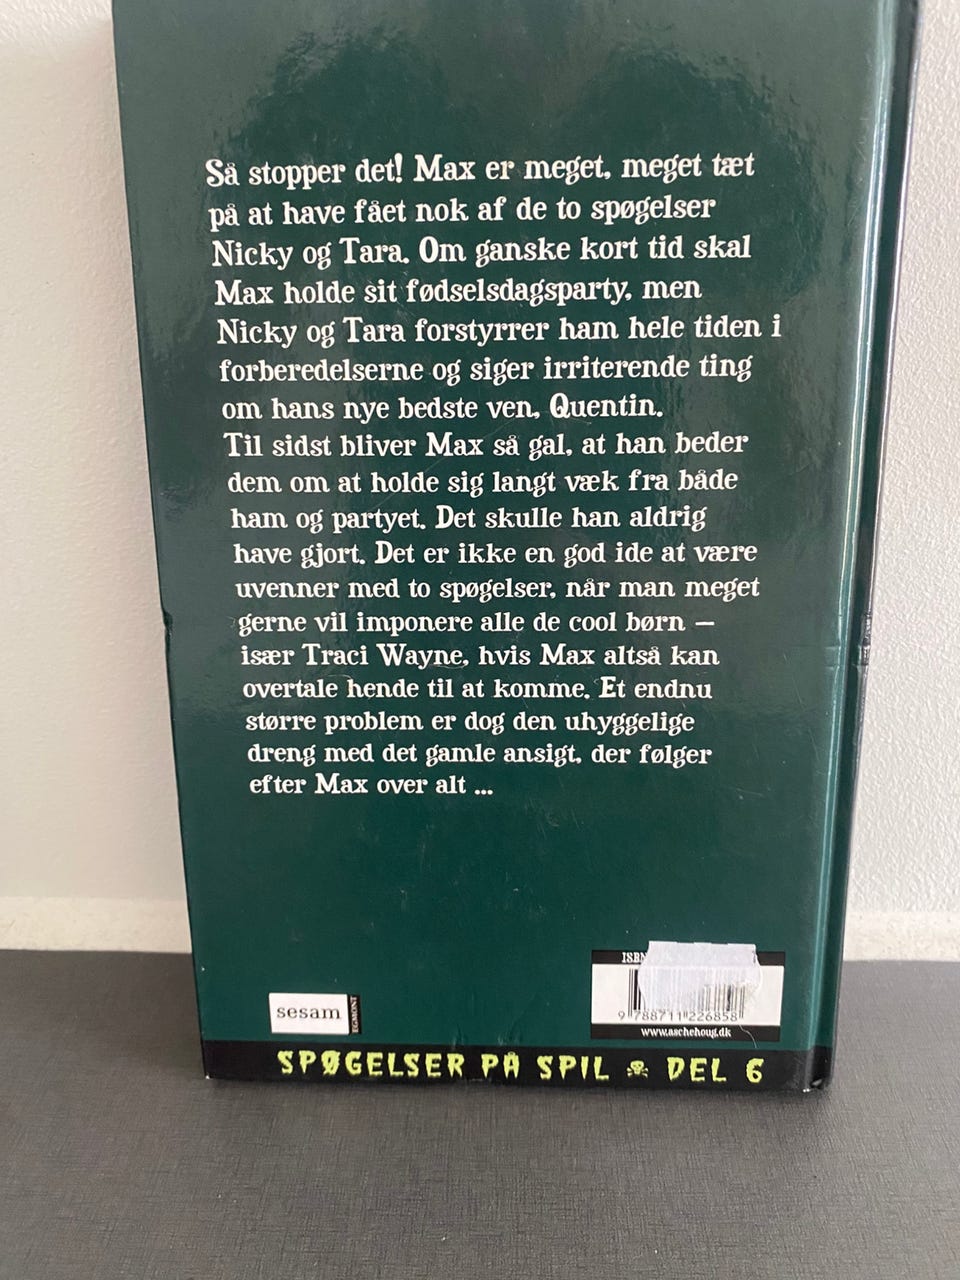 Så stopper det! Max er meget, meget tæt
på at have fået nok af de to spøgelser
Nicky og Tara. Om ganske kort tid skal
Max holde sit fødselsdagsparty, men
Nicky og Tara forstyrrer ham hele tiden i
forberedelserne og siger irriterende ting
om hans nye bedste ven, Quentin.
Til sidst bliver Max så gal, at han beder
dem om at holde sig langt væk fra både
ham og partyet. Det skulle han aldrig
have gjort. Det er ikke en god ide at være
uvenner med to spøgelser, når man meget
gerne vil imponere alle de cool børn –
især Traci Wayne, hvis Max altså kan
overtale hende til at komme. Et endnu
større problem er dog den uhyggelige
dreng med det gamle ansigt, der følger
efter Max over alt ...
ISBN
sesam
EGMONT
9 788711 226858
www.aschehoug.dk
SPØGELSER PÅ SPIL DEL 6